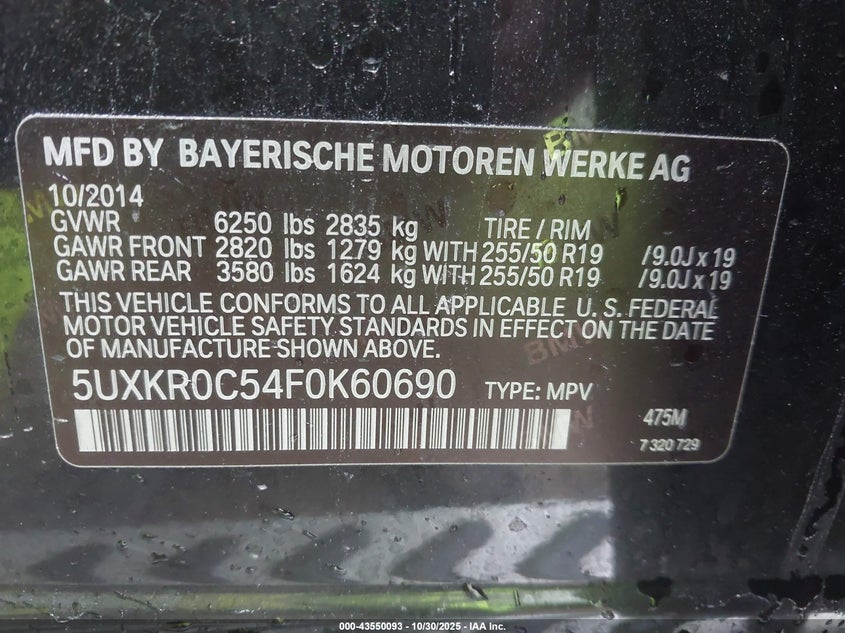 MFD BY BAYERISCHE MOTOREN WERKE AG
10/2014
GVWR 6250 lbs 2835 kg TIRE / RIM
GAWR FRONT 2820 lbs 1279 kg WITH 255/50 R19 /9.0J x 19
GAWR REAR 3580 lbs 1624 kg WITH 255/50 R19 /9.0J x 19
THIS VEHICLE CONFORMS TO ALL APPLICABLE U. S. FEDERAL
MOTOR VEHICLE SAFETY STANDARDS IN EFFECT ON THE DATE
OF MANUFACTURE SHOWN ABOVE.
5UXKR0C54F0K60690 TYPE: MPV
475M
7 320 729
000-43550093 - 10/30/2025 - IAA Inc.